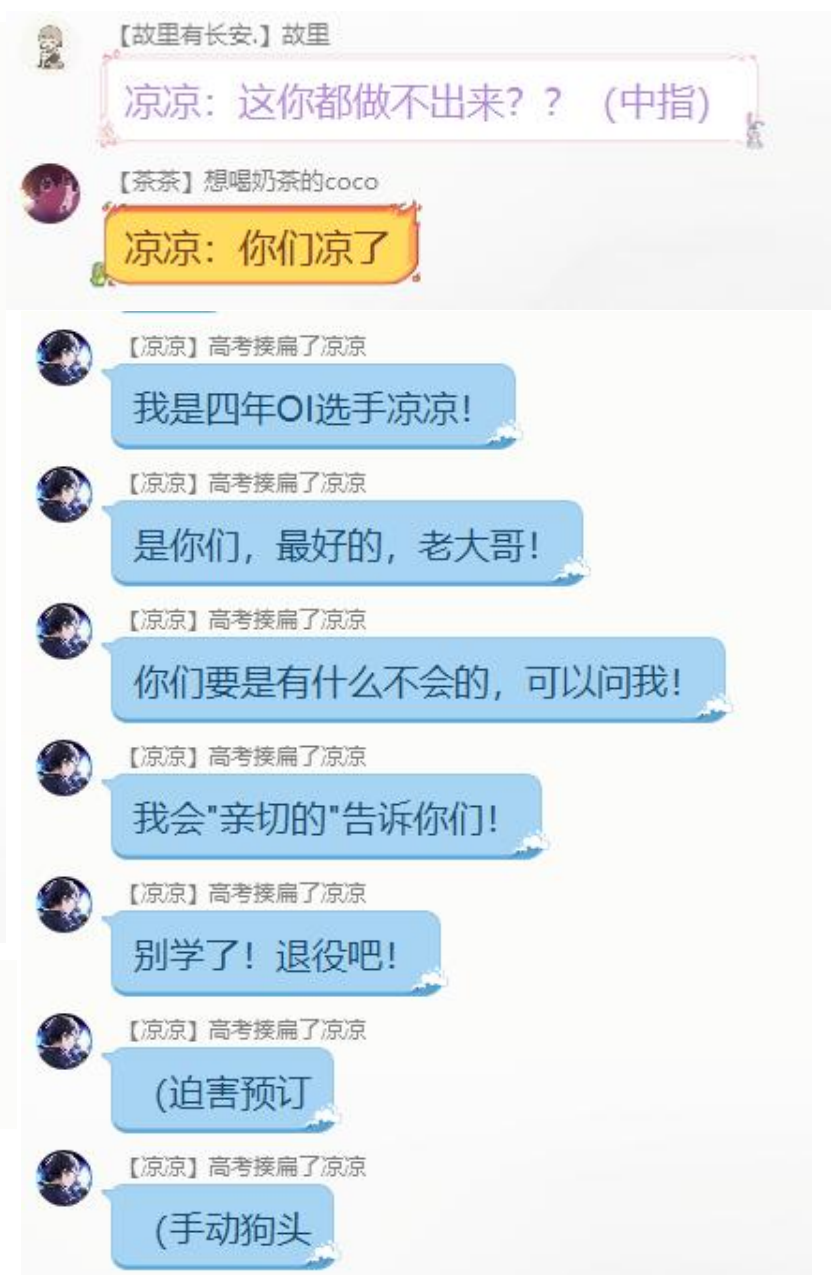 【故里有长安.】故里
凉凉：这你都做不出来？？（中指）
【茶茶】想喝奶茶的coco
凉凉：你们凉了
【凉凉】高考揍扁了凉凉
我是四年OI选手凉凉！
【凉凉】高考揍扁了凉凉
是你们，最好的，老大哥！
【凉凉】高考揍扁了凉凉
你们要是有什么不会的，可以问我！
【凉凉】高考揍扁了凉凉
我会"亲切的"告诉你们！
【凉凉】高考揍扁了凉凉
别学了！退役吧！
【凉凉】高考揍扁了凉凉
（迫害预订
【凉凉】高考揍扁了凉凉
（手动狗头